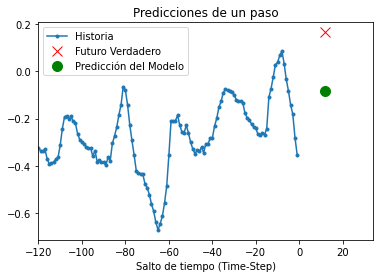 Predicciones de un paso
Historia
Futuro Verdadero
Predicción del Modelo
0.2
0.0
−0.2
−0.4
−0.6
−120 −100 −80 −60 −40 −20 0 20
Salto de tiempo (Time-Step)